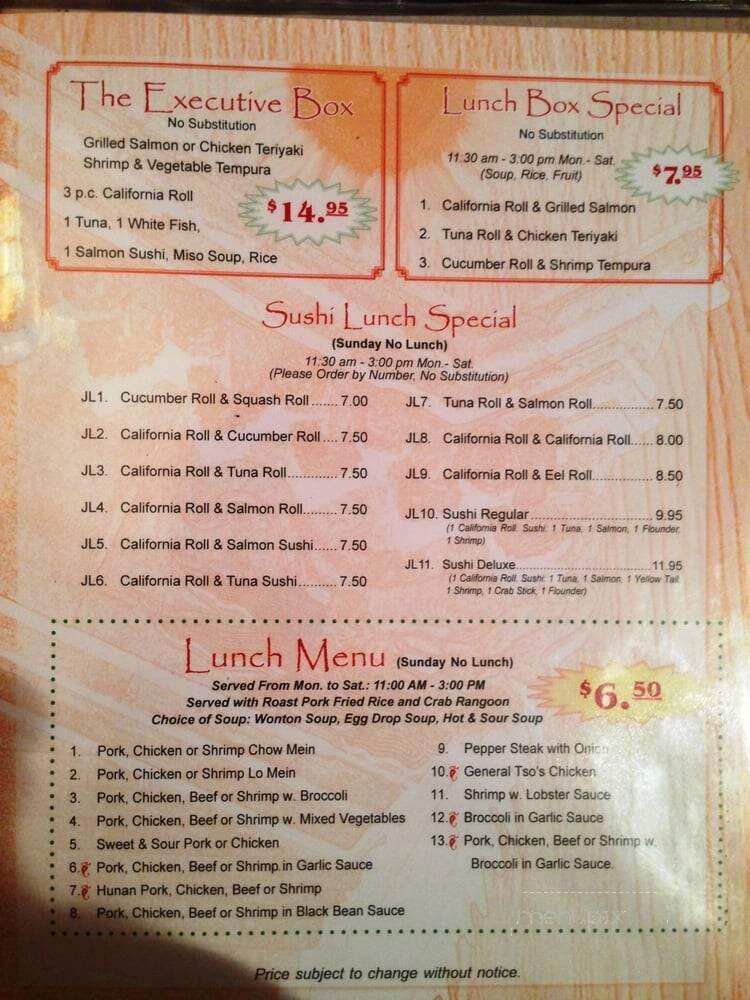 The Executive Box
No Substitution
Grilled Salmon or Chicken Teriyaki
Shrimp & Vegetable Tempura
3 p.c. California Roll
1 Tuna, 1 White Fish,
1 Salmon Sushi, Miso Soup, Rice
$14.95
Lunch Box Special
No Substitution
11:30 am - 3:00 pm Mon.- Sat.
(Soup, Rice, Fruit)
$7.95
1. California Roll & Grilled Salmon
2. Tuna Roll & Chicken Teriyaki
3. Cucumber Roll & Shrimp Tempura
Sushi Lunch Special
(Sunday No Lunch)
11:30 am - 3:00 pm Mon.- Sat.
(Please Order by Number, No Substitution)
JL1. Cucumber Roll & Squash Roll ....... 7.00
JL2. California Roll & Cucumber Roll .... 7.50
JL3. California Roll & Tuna Roll............ 7.50
JL4. California Roll & Salmon Roll........ 7.50
JL5. California Roll & Salmon Sushi...... 7.50
JL6. California Roll & Tuna Sushi.......... 7.50
JL7. Tuna Roll & Salmon Roll............... 7.50
JL8. California Roll & California Roll...... 8.00
JL9. California Roll & Eel Roll............... 8.50
JL10. Sushi Regular ............................. 9.95
(1 California Roll. Sushi: 1 Tuna, 1 Salmon, 1 Flounder,
1 Shrimp)
JL11. Sushi Deluxe................................. 11.95
(1 California Roll. Sushi: 1 Tuna, 1 Salmon, 1 Yellow Tail.
1 Shrimp, 1 Crab Stick, 1 Flounder)
Lunch Menu (Sunday No Lunch)
Served From Mon. to Sat.: 11:00 AM - 3:00 PM
Served with Roast Pork Fried Rice and Crab Rangoon
Choice of Soup: Wonton Soup, Egg Drop Soup, Hot & Sour Soup
$6.50
1. Pork, Chicken or Shrimp Chow Mein
2. Pork, Chicken or Shrimp Lo Mein
3. Pork, Chicken, Beef or Shrimp w. Broccoli
4. Pork, Chicken, Beef or Shrimp w. Mixed Vegetables
5. Sweet & Sour Pork or Chicken
6. Pork, Chicken, Beef or Shrimp in Garlic Sauce
7. Hunan Pork, Chicken, Beef or Shrimp
8. Pork, Chicken, Beef or Shrimp in Black Bean Sauce
9. Pepper Steak with Onion
10. General Tso's Chicken
11. Shrimp w. Lobster Sauce
12. Broccoli in Garlic Sauce
13. Pork, Chicken, Beef or Shrimp w.
Broccoli in Garlic Sauce.
menupix
Price subject to change without notice.